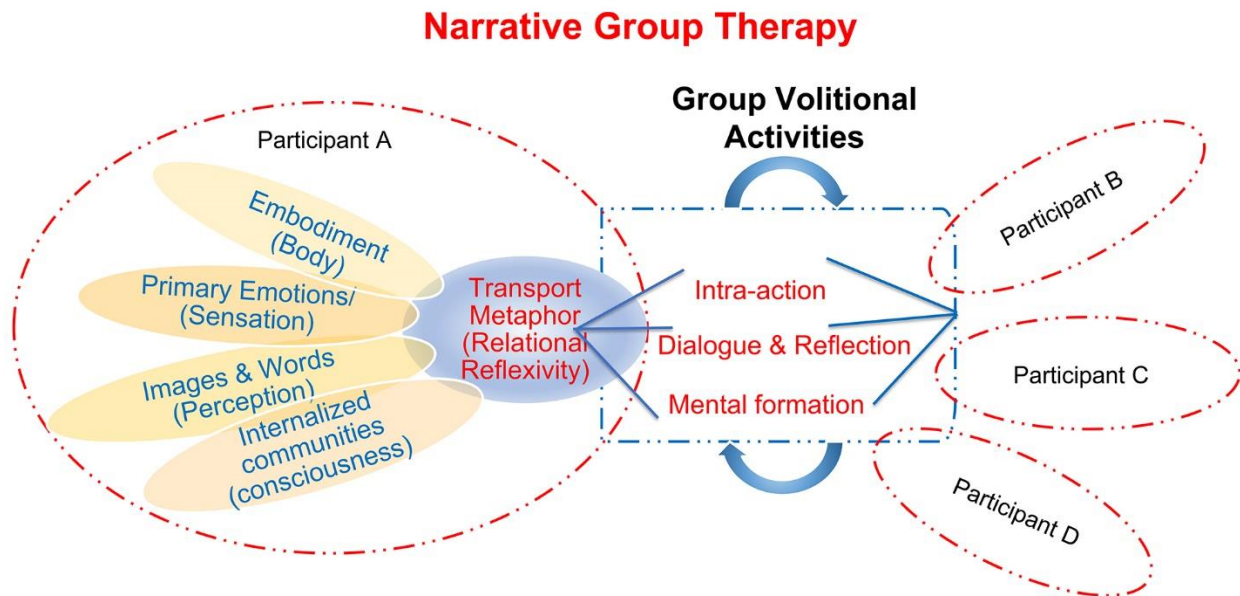 Narrative Group Therapy
Participant A
Embodiment
(Body)
Primary Emotions/
(Sensation)
Images & Words
(Perception)
Internalized
communities
(consciousness)
Transport
Metaphor
(Relational
Reflexivity)
Group Volitional
Activities
Intra-action
Dialogue & Reflection
Mental formation
Participant B
Participant C
Participant D